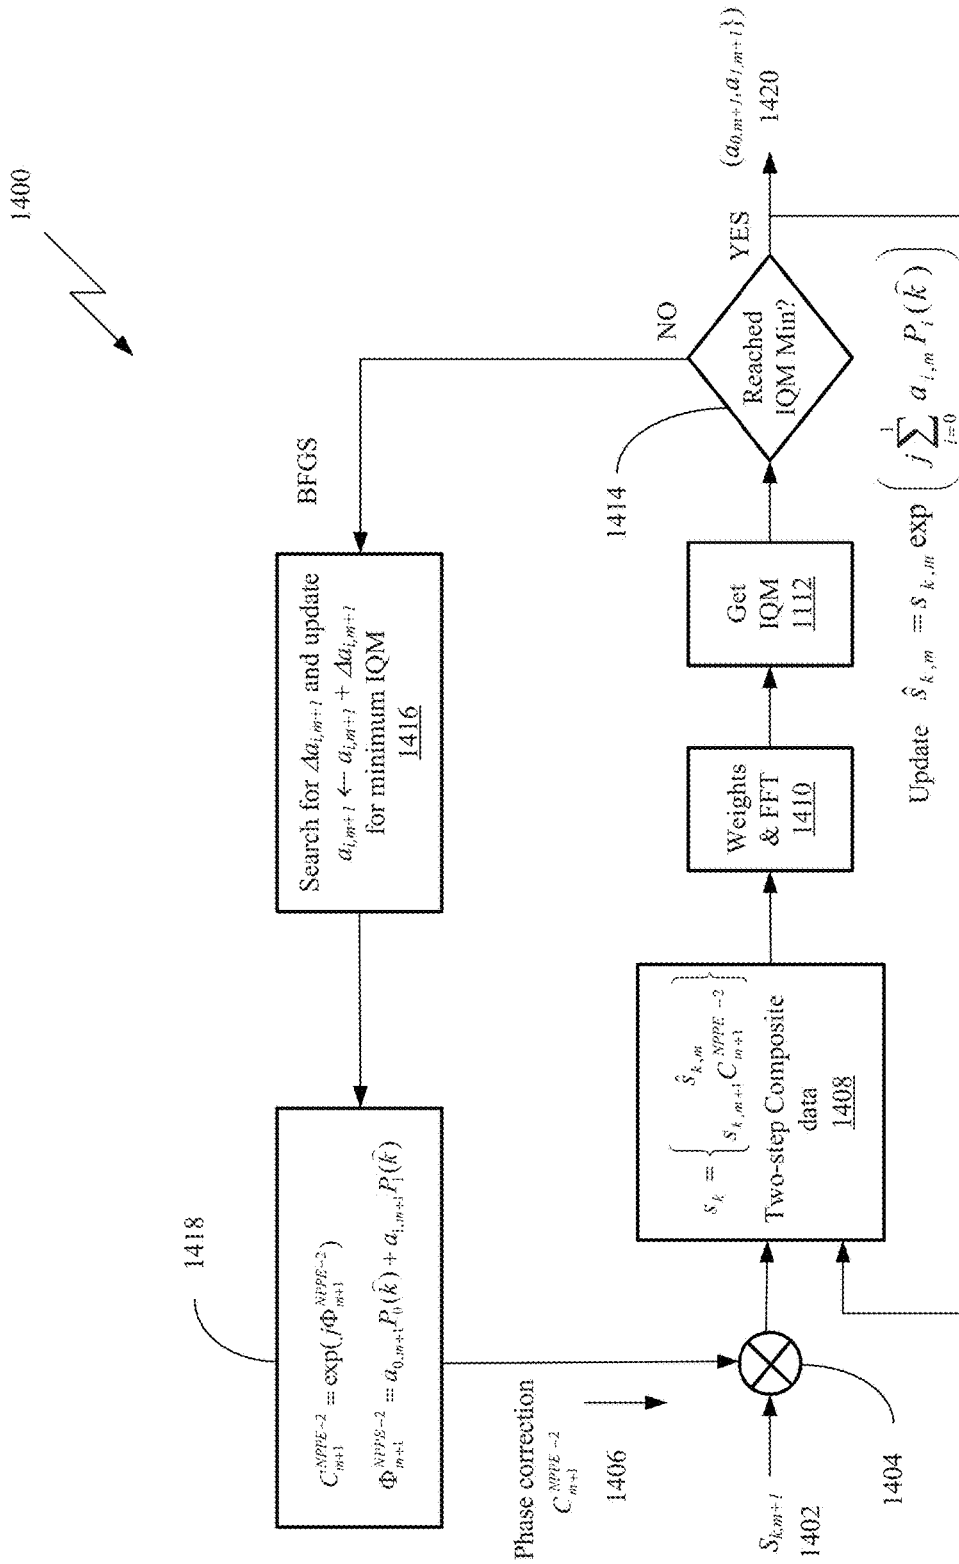 1400
BFGS
NO
YES
Search for Δa_{i,m+1} and update
a_{i,m+1} ← a_{i,m+1} + Δa_{i,m+1}
for minimum IQM
1416
1418
C_{m+1}^{NPPE-2} = exp(jΦ_{m+1}^{NPPE-2})
Φ_{m+1}^{NPPE-2} = a_{0,m+1}P_0(k̂) + a_{1,m+1}P_1(k̂)
Phase correction
C_{m+1}^{NPPE-2}
1406
S_{k,m+1}
1402
1404
s_k = { ŝ_{k,m}
s_{k,m+1} C_{m+1}^{NPPE-2} }
Two-step Composite
data
1408
Weights
& FFT
1410
Get
IQM
1112
1414
Reached
IQM Min?
(a_{0,m+1}, a_{1,m+1})
1420
Update ŝ_{k,m} = s_{k,m} exp( j ∑_{i=0}^{1} a_{i,m} P_i(k̂) )